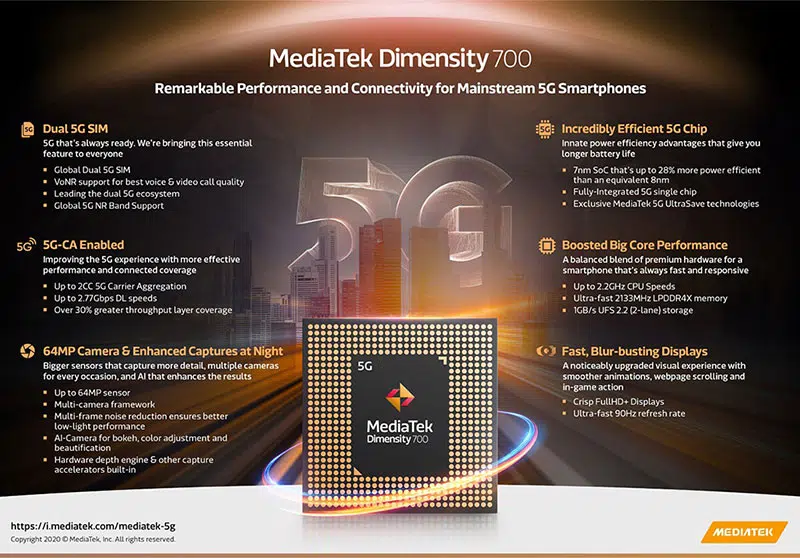 MediaTek Dimensity 700
Remarkable Performance and Connectivity for Mainstream 5G Smartphones
5G
Dual 5G SIM
5G that's always ready. We're bringing this essential
feature to everyone
Global Dual 5G SIM
VoNR support for best voice & video call quality
Leading the dual 5G ecosystem
Global 5G NR Band Support
5G
5G-CA Enabled
Improving the 5G experience with more effective
performance and connected coverage
Up to 2CC 5G Carrier Aggregation
Up to 2.77Gbps DL speeds
Over 30% greater throughput layer coverage
64MP Camera & Enhanced Captures at Night
Bigger sensors that capture more detail, multiple cameras
for every occasion, and AI that enhances the results
Up to 64MP sensor
Multi-camera framework
Multi-frame noise reduction ensures better
low-light performance
AI-Camera for bokeh, color adjustment and
beautification
Hardware depth engine & other capture
accelerators built-in
5G
5G
MediaTek
Dimensity 700
5G
Incredibly Efficient 5G Chip
Innate power efficiency advantages that give you
longer battery life
7nm SoC that's up to 28% more power efficient
than an equivalent 8nm
Fully-Integrated 5G single chip
Exclusive MediaTek 5G UltraSave technologies
Boosted Big Core Performance
A balanced blend of premium hardware for a
smartphone that's always fast and responsive
Up to 2.2GHz CPU Speeds
Ultra-fast 2133MHz LPDDR4X memory
1GB/s UFS 2.2 (2-lane) storage
Fast, Blur-busting Displays
A noticeably upgraded visual experience with
smoother animations, webpage scrolling and
in-game action
Crisp FullHD+ Displays
Ultra-fast 90Hz refresh rate
https://i.mediatek.com/mediatek-5g
Copyright 2020 © MediaTek, Inc. All rights reserved.
MEDIATEK